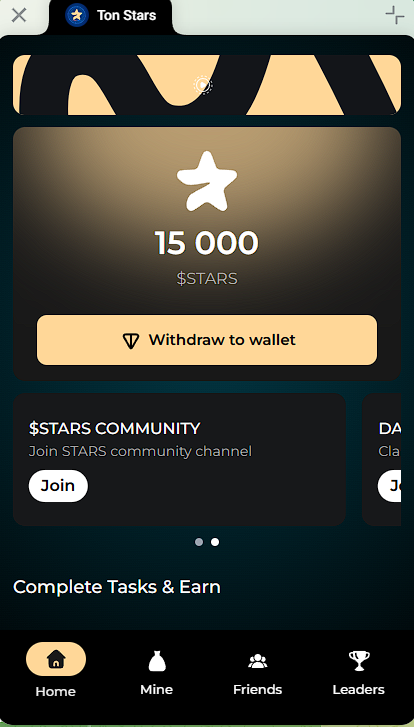 Ton Stars
15 000
$STARS
Withdraw to wallet
$STARS COMMUNITY
Join STARS community channel
Join
DA
Cla
Jo
Complete Tasks & Earn
Home
Mine
Friends
Leaders